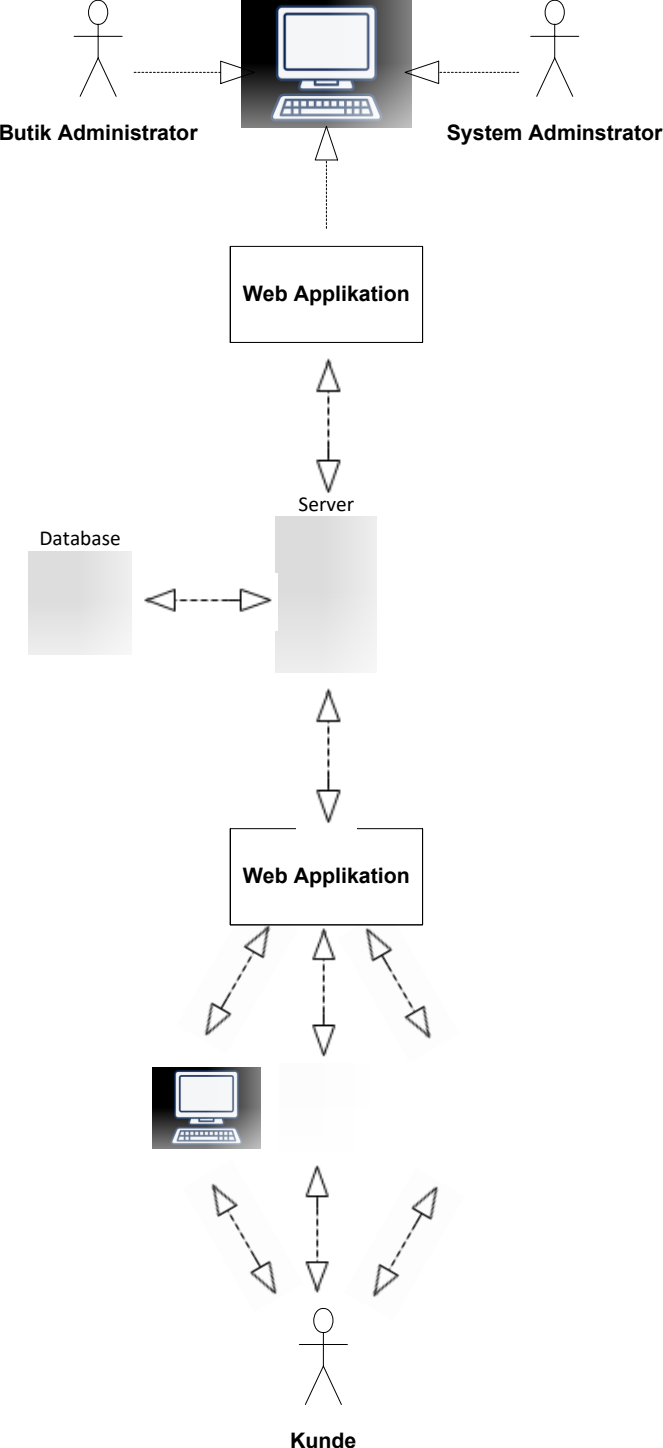 Butik Administrator
System Adminstrator
Web Applikation
Server
Database
Web Applikation
Kunde